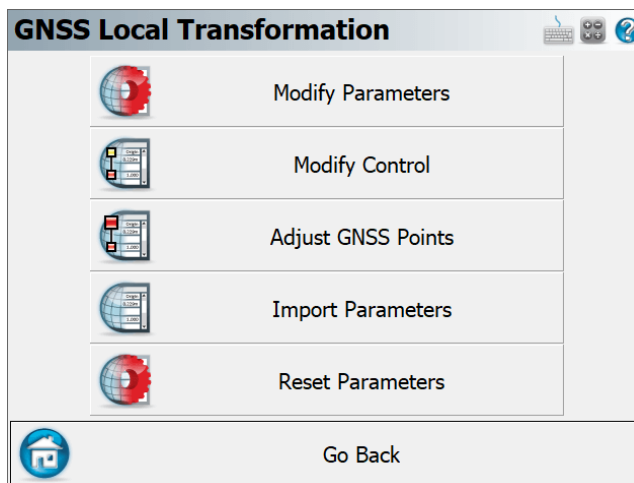 GNSS Local Transformation
Modify Parameters
Modify Control
Adjust GNSS Points
Import Parameters
Reset Parameters
Go Back